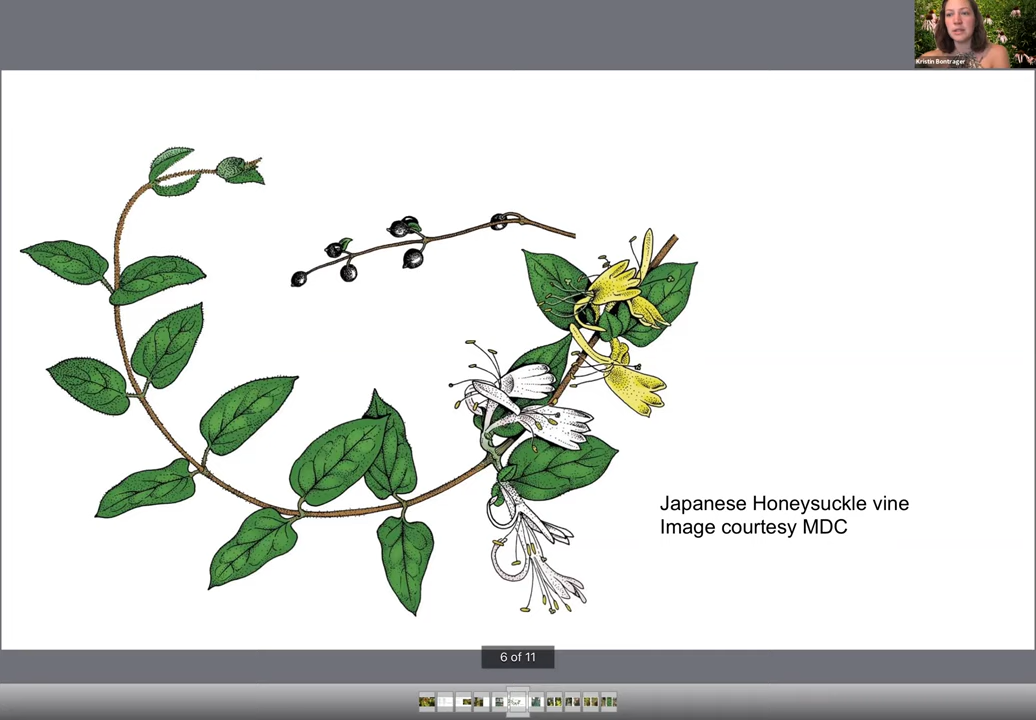 Kristin Bontrager
Japanese Honeysuckle vine
Image courtesy MDC
6 of 11